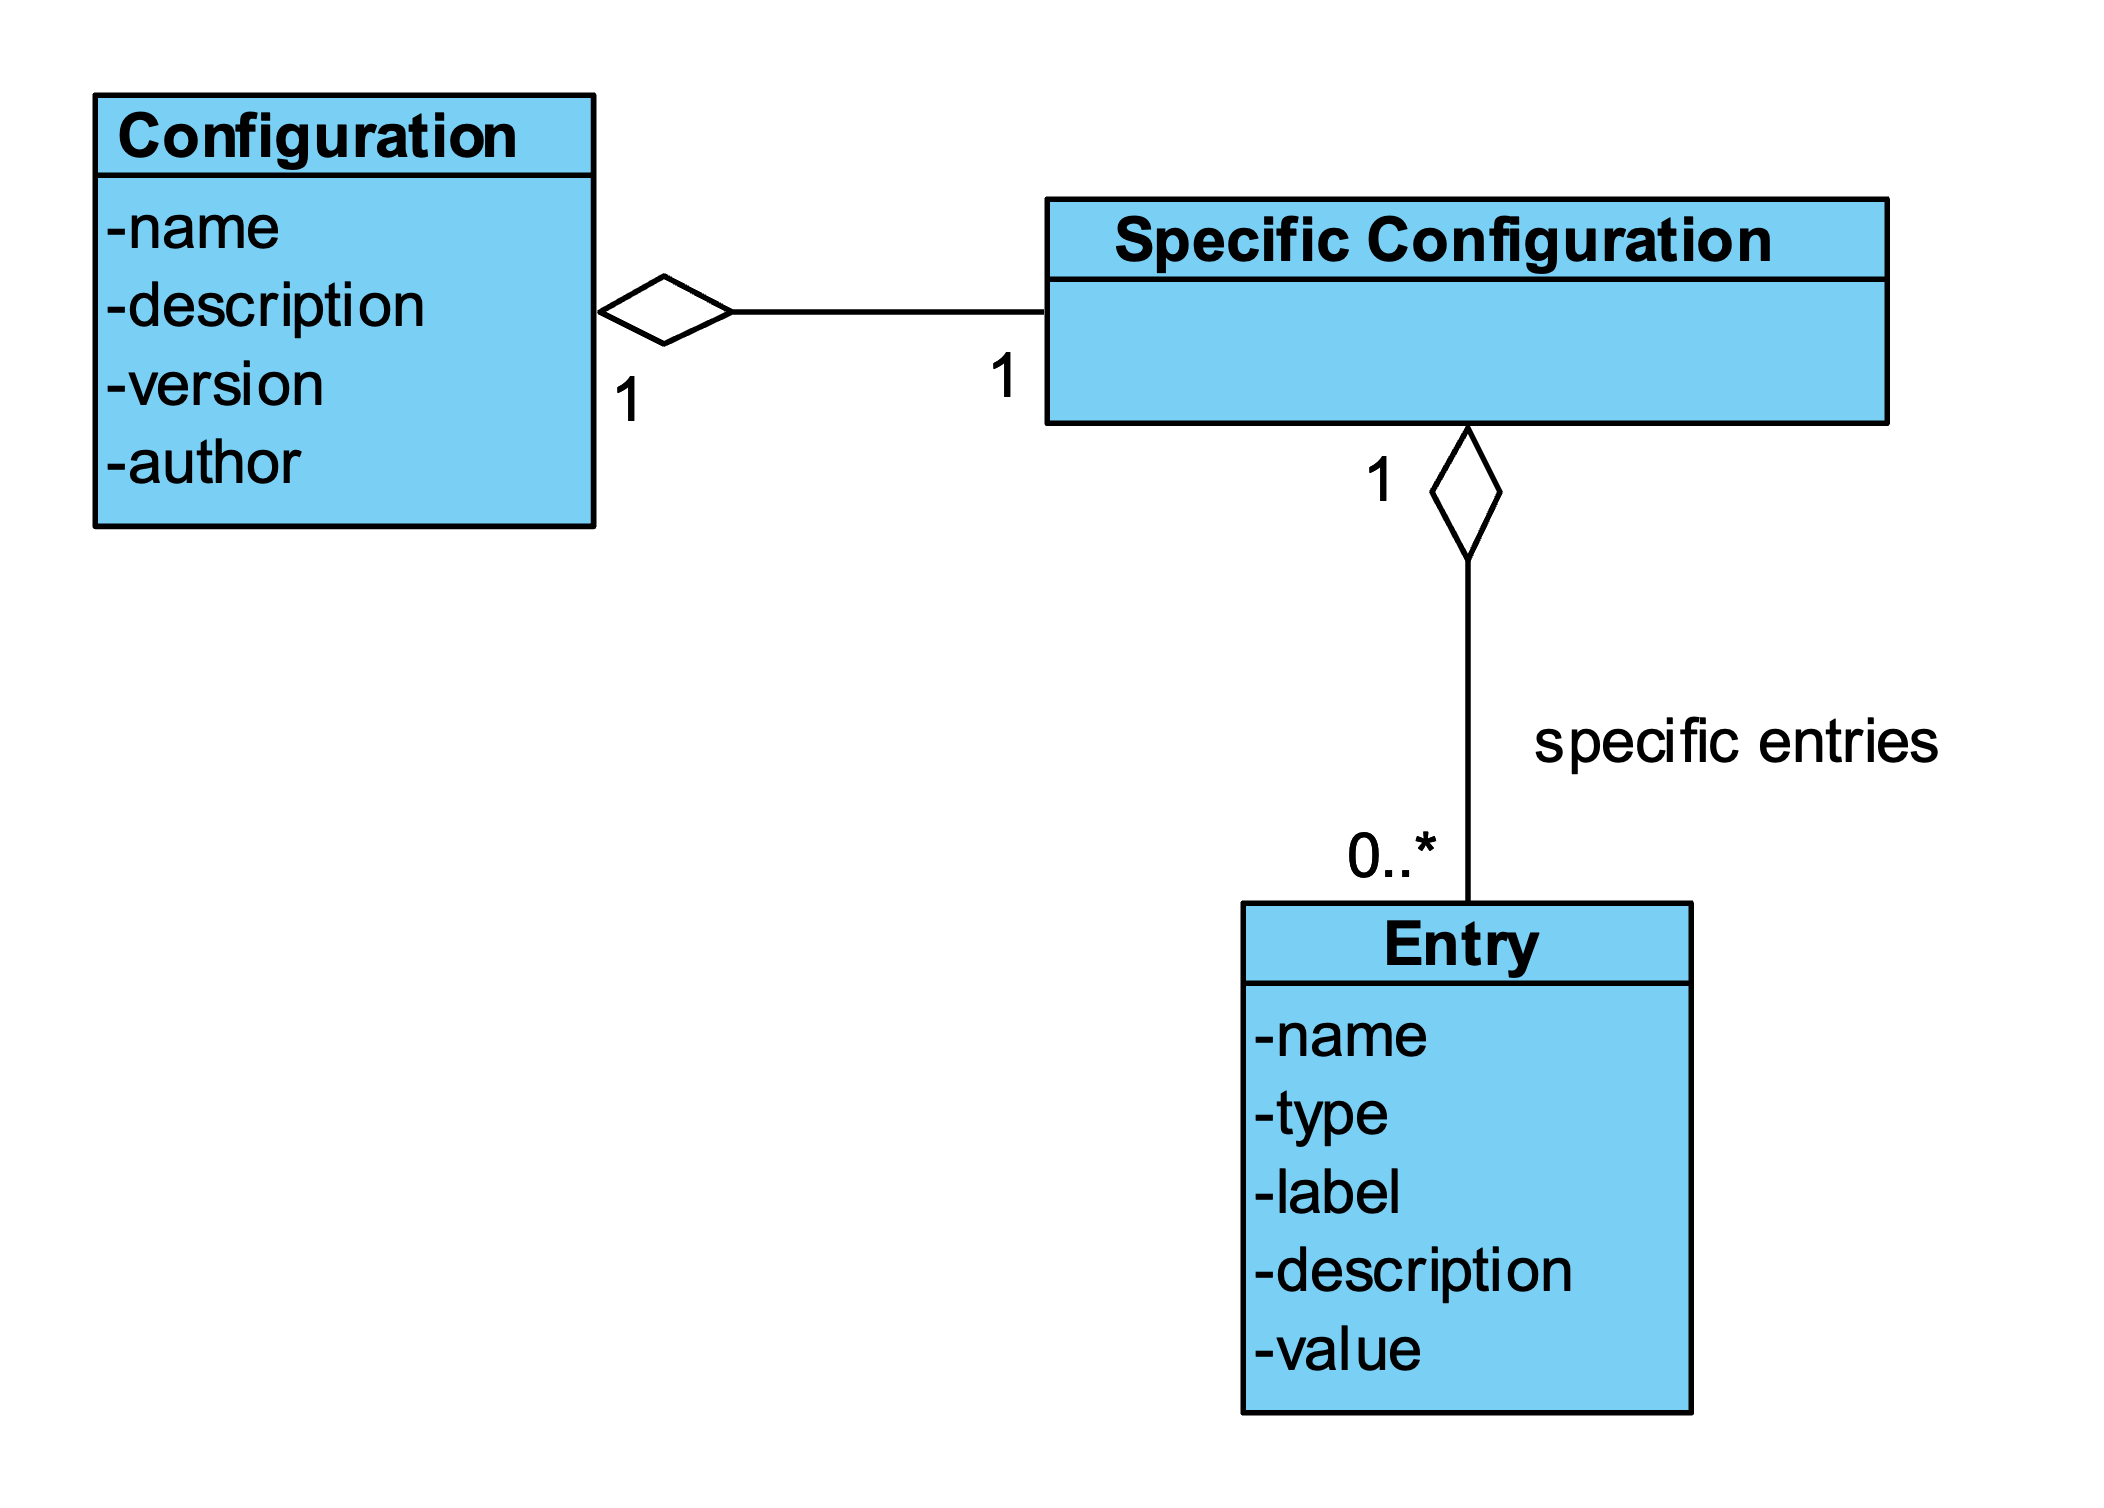 Configuration
-name
-description
-version
-author
1
1
Specific Configuration
1
specific entries
0..*
Entry
-name
-type
-label
-description
-value